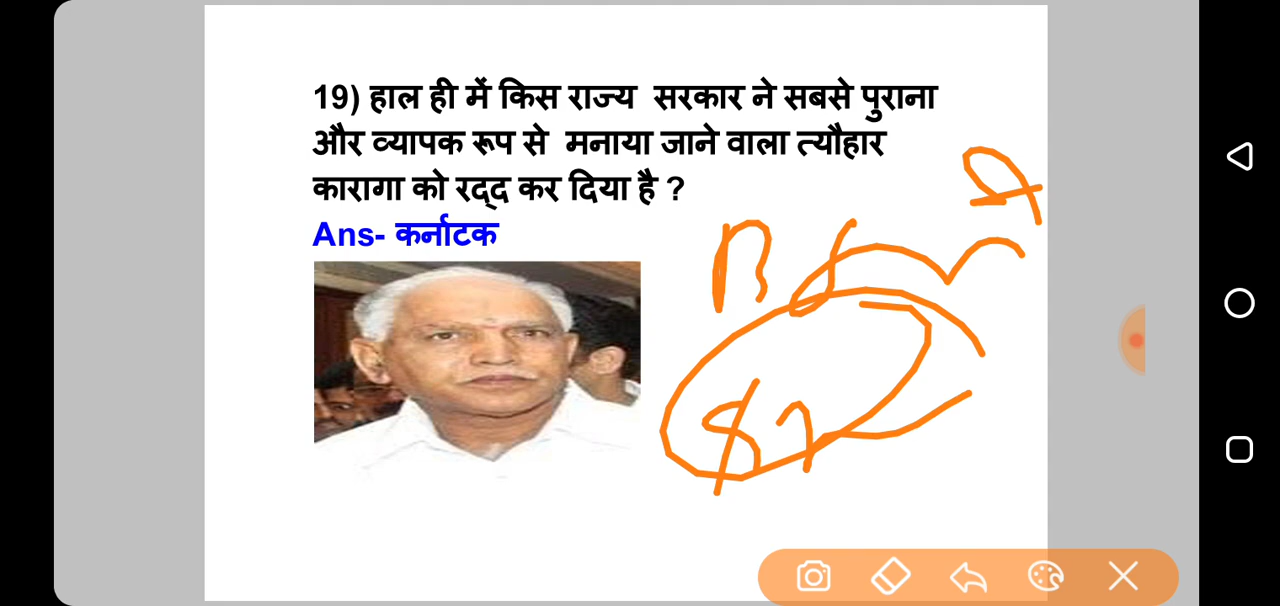 19) हाल ही में किस राज्य सरकार ने सबसे पुराना
और व्यापक रूप से मनाया जाने वाला त्यौहार
कारागा को रद्द कर दिया है ?
Ans- कर्नाटक